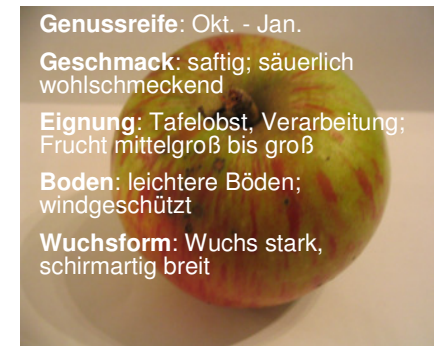 Genussreife: Okt. - Jan.
Geschmack: saftig; säuerlich
wohlschmeckend
Eignung: Tafelobst, Verarbeitung;
Frucht mittelgroß bis groß
Boden: leichtere Böden;
windgeschützt
Wuchsform: Wuchs stark,
schirmartig breit